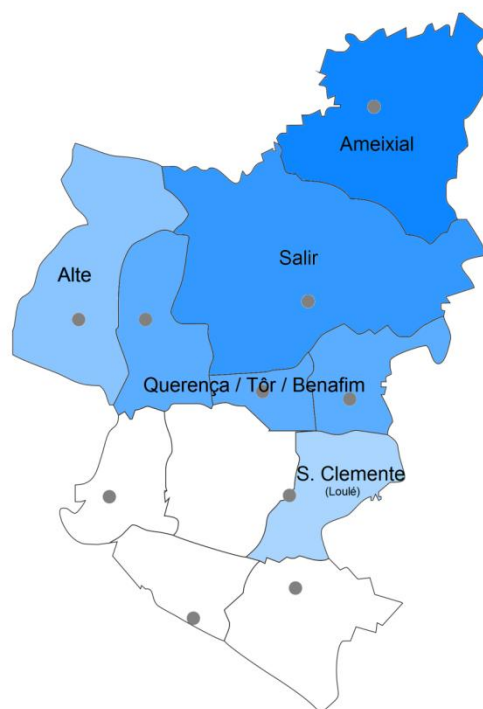 Ameixial
Salir
Alte
Querença / Tôr / Benafim
S. Clemente
(Loulé)